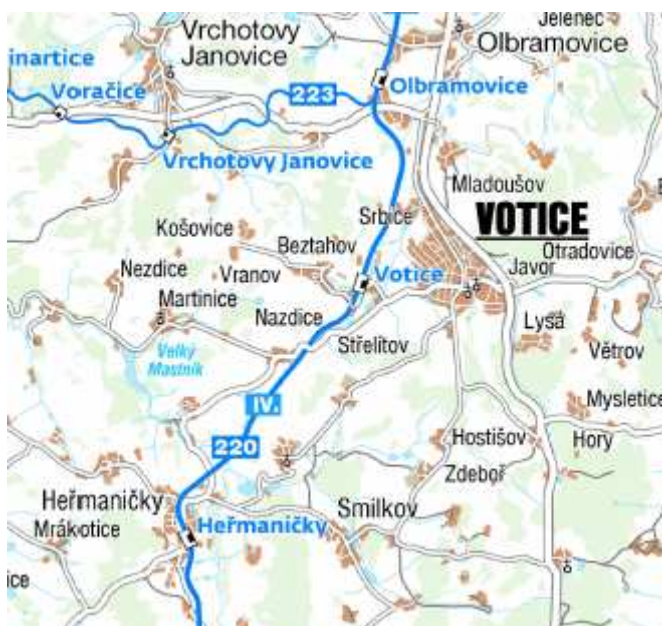 Jelenec
Vrchotovy
Janovice
Olbramovice
inartice
Voračice
223
Olbramovice
Vrchotovy Janovice
Mladoušov
Srbice
VOTICE
Košovice
Beztahov
Otradovice
Nezdice
Vranov
Votice
Javor
Martinice
Nazdice
Lysá
Střelítov
Velký
Mastník
Větrov
IV.
Mysletice
220
Hostišov
Hory
Zdeboř
Heřmaničky
Smilkov
Mrákotice
Heřmaničky
ice